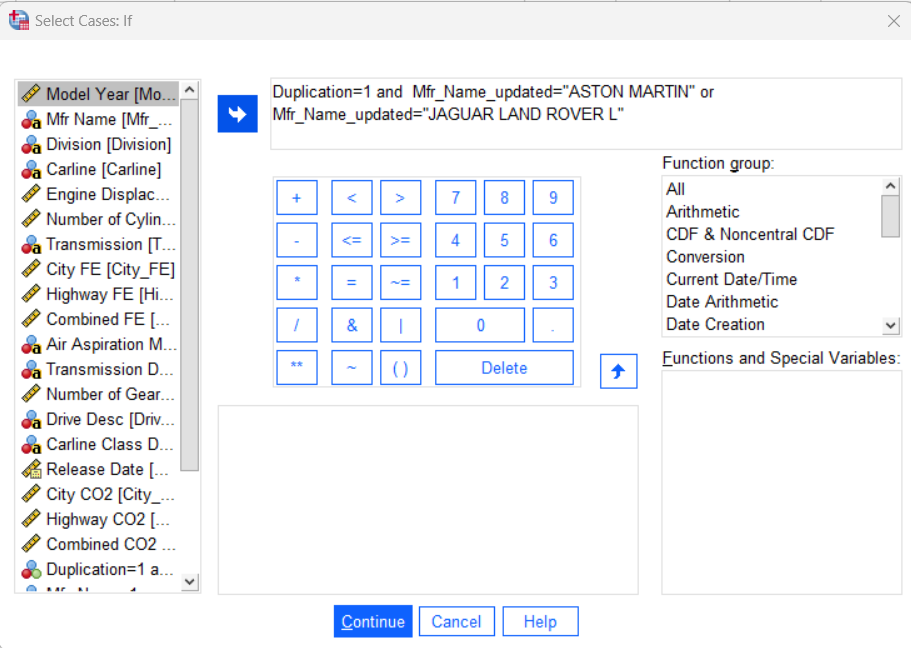 Select Cases: If
Duplication=1 and  Mfr_Name_updated="ASTON MARTIN" or
Mfr_Name_updated="JAGUAR LAND ROVER L"
Model Year [Mo...
Mfr Name [Mfr_...
Division [Division]
Carline [Carline]
Engine Displac...
Number of Cylin...
Transmission [T...
City FE [City_FE]
Highway FE [Hi...
Combined FE [...
Air Aspiration M...
Transmission D...
Number of Gear...
Drive Desc [Driv...
Carline Class D...
Release Date [...
City CO2 [City_...
Highway CO2 [...
Combined CO2 ...
Duplication=1 a...
+ < > 7 8 9
- <= >= 4 5 6
* = ~= 1 2 3
/ & | 0 .
** ~ ( ) Delete
Function group:
All
Arithmetic
CDF & Noncentral CDF
Conversion
Current Date/Time
Date Arithmetic
Date Creation
Functions and Special Variables:
Continue Cancel Help